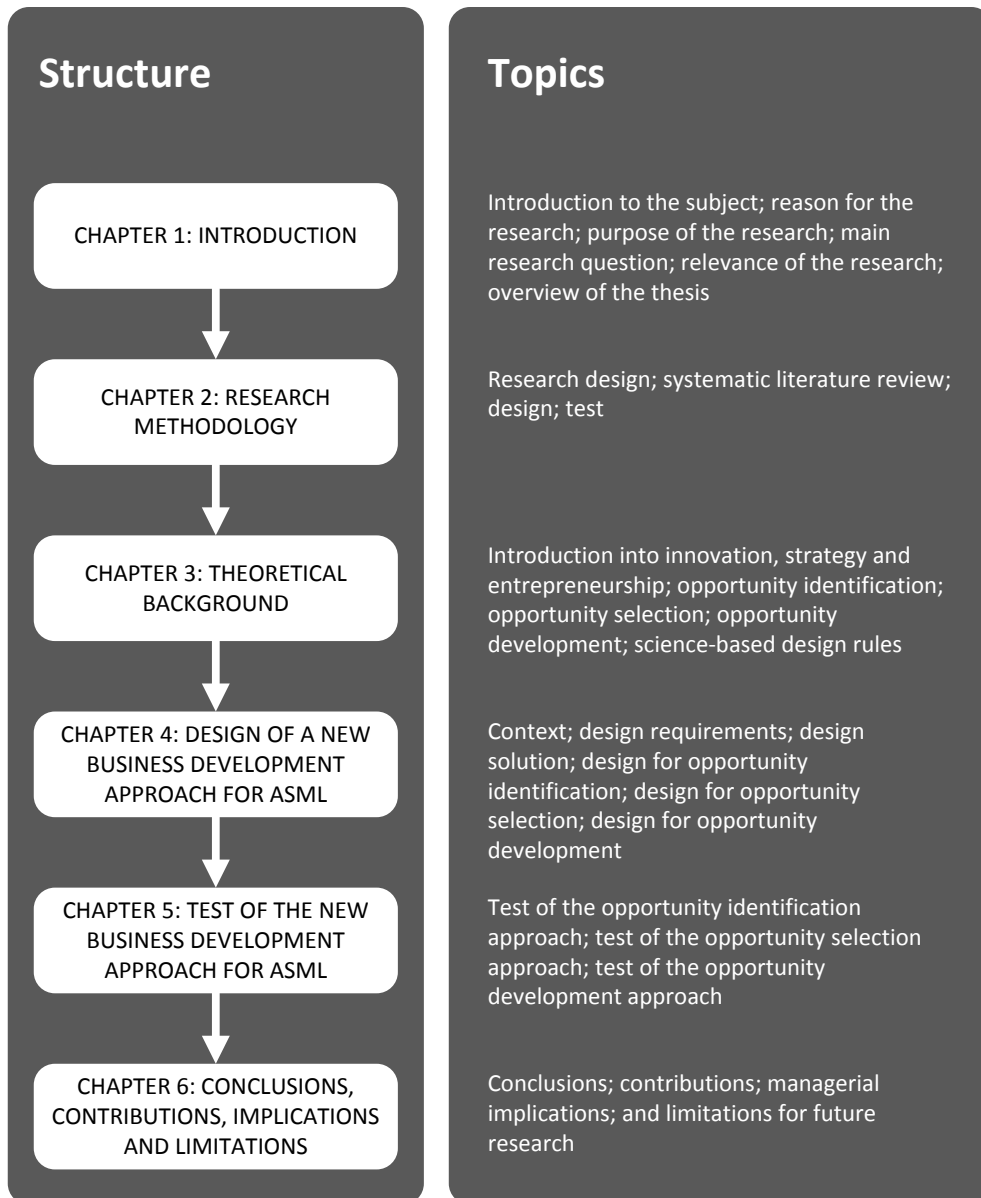 Structure
CHAPTER 1: INTRODUCTION
CHAPTER 2: RESEARCH
METHODOLOGY
CHAPTER 3: THEORETICAL
BACKGROUND
CHAPTER 4: DESIGN OF A NEW
BUSINESS DEVELOPMENT
APPROACH FOR ASML
CHAPTER 5: TEST OF THE NEW
BUSINESS DEVELOPMENT
APPROACH FOR ASML
CHAPTER 6: CONCLUSIONS,
CONTRIBUTIONS, IMPLICATIONS
AND LIMITATIONS
Topics
Introduction to the subject; reason for the
research; purpose of the research; main
research question; relevance of the research;
overview of the thesis
Research design; systematic literature review;
design; test
Introduction into innovation, strategy and
entrepreneurship; opportunity identification;
opportunity selection; opportunity
development; science-based design rules
Context; design requirements; design
solution; design for opportunity
identification; design for opportunity
selection; design for opportunity
development
Test of the opportunity identification
approach; test of the opportunity selection
approach; test of the opportunity
development approach
Conclusions; contributions; managerial
implications; and limitations for future
research